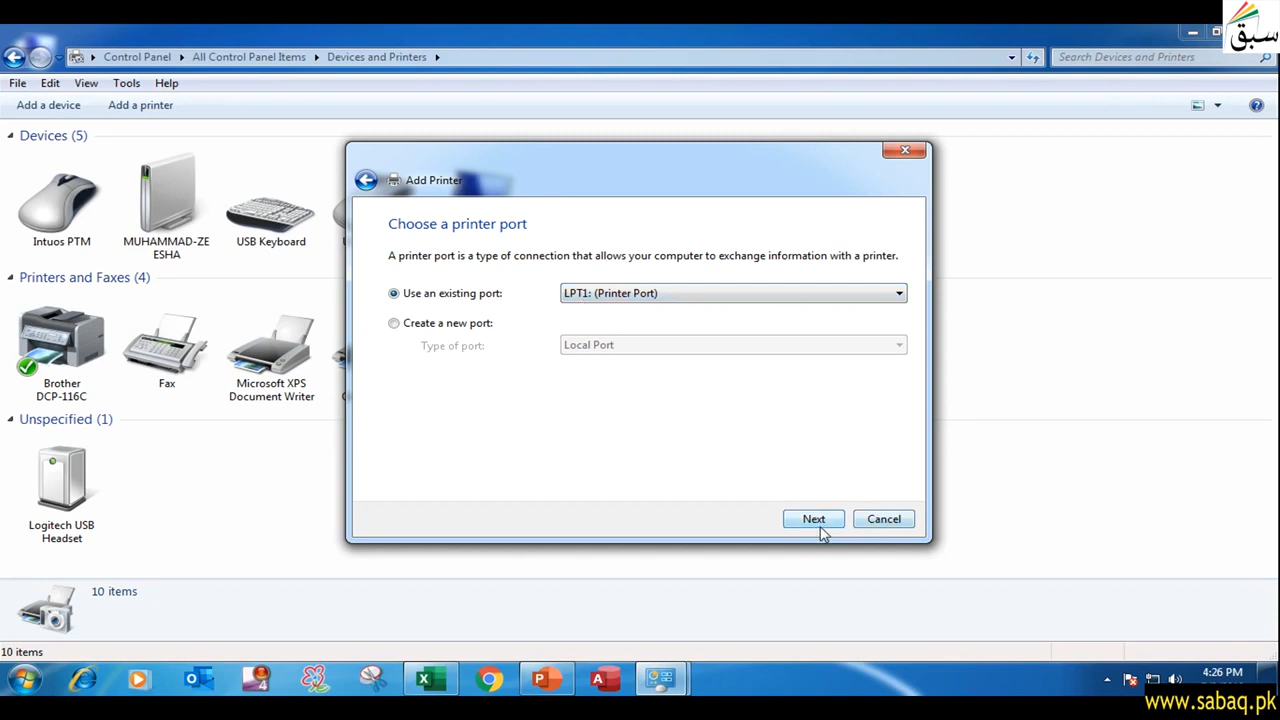 سبق
Control Panel
All Control Panel Items
Devices and Printers
Search Devices and Printers
File
Edit
View
Tools
Help
Add a device
Add a printer
Devices (5)
Intuos PTM
MUHAMMAD-ZE
ESHA
USB Keyboard
Printers and Faxes (4)
Brother
DCP-116C
Fax
Microsoft XPS
Document Writer
Unspecified (1)
Logitech USB
Headset
Add Printer
Choose a printer port
A printer port is a type of connection that allows your computer to exchange information with a printer.
Use an existing port:
LPT1: (Printer Port)
Create a new port:
Type of port:
Local Port
Next
Cancel
10 items
10 items
4:26 PM
www.sabaq.pk